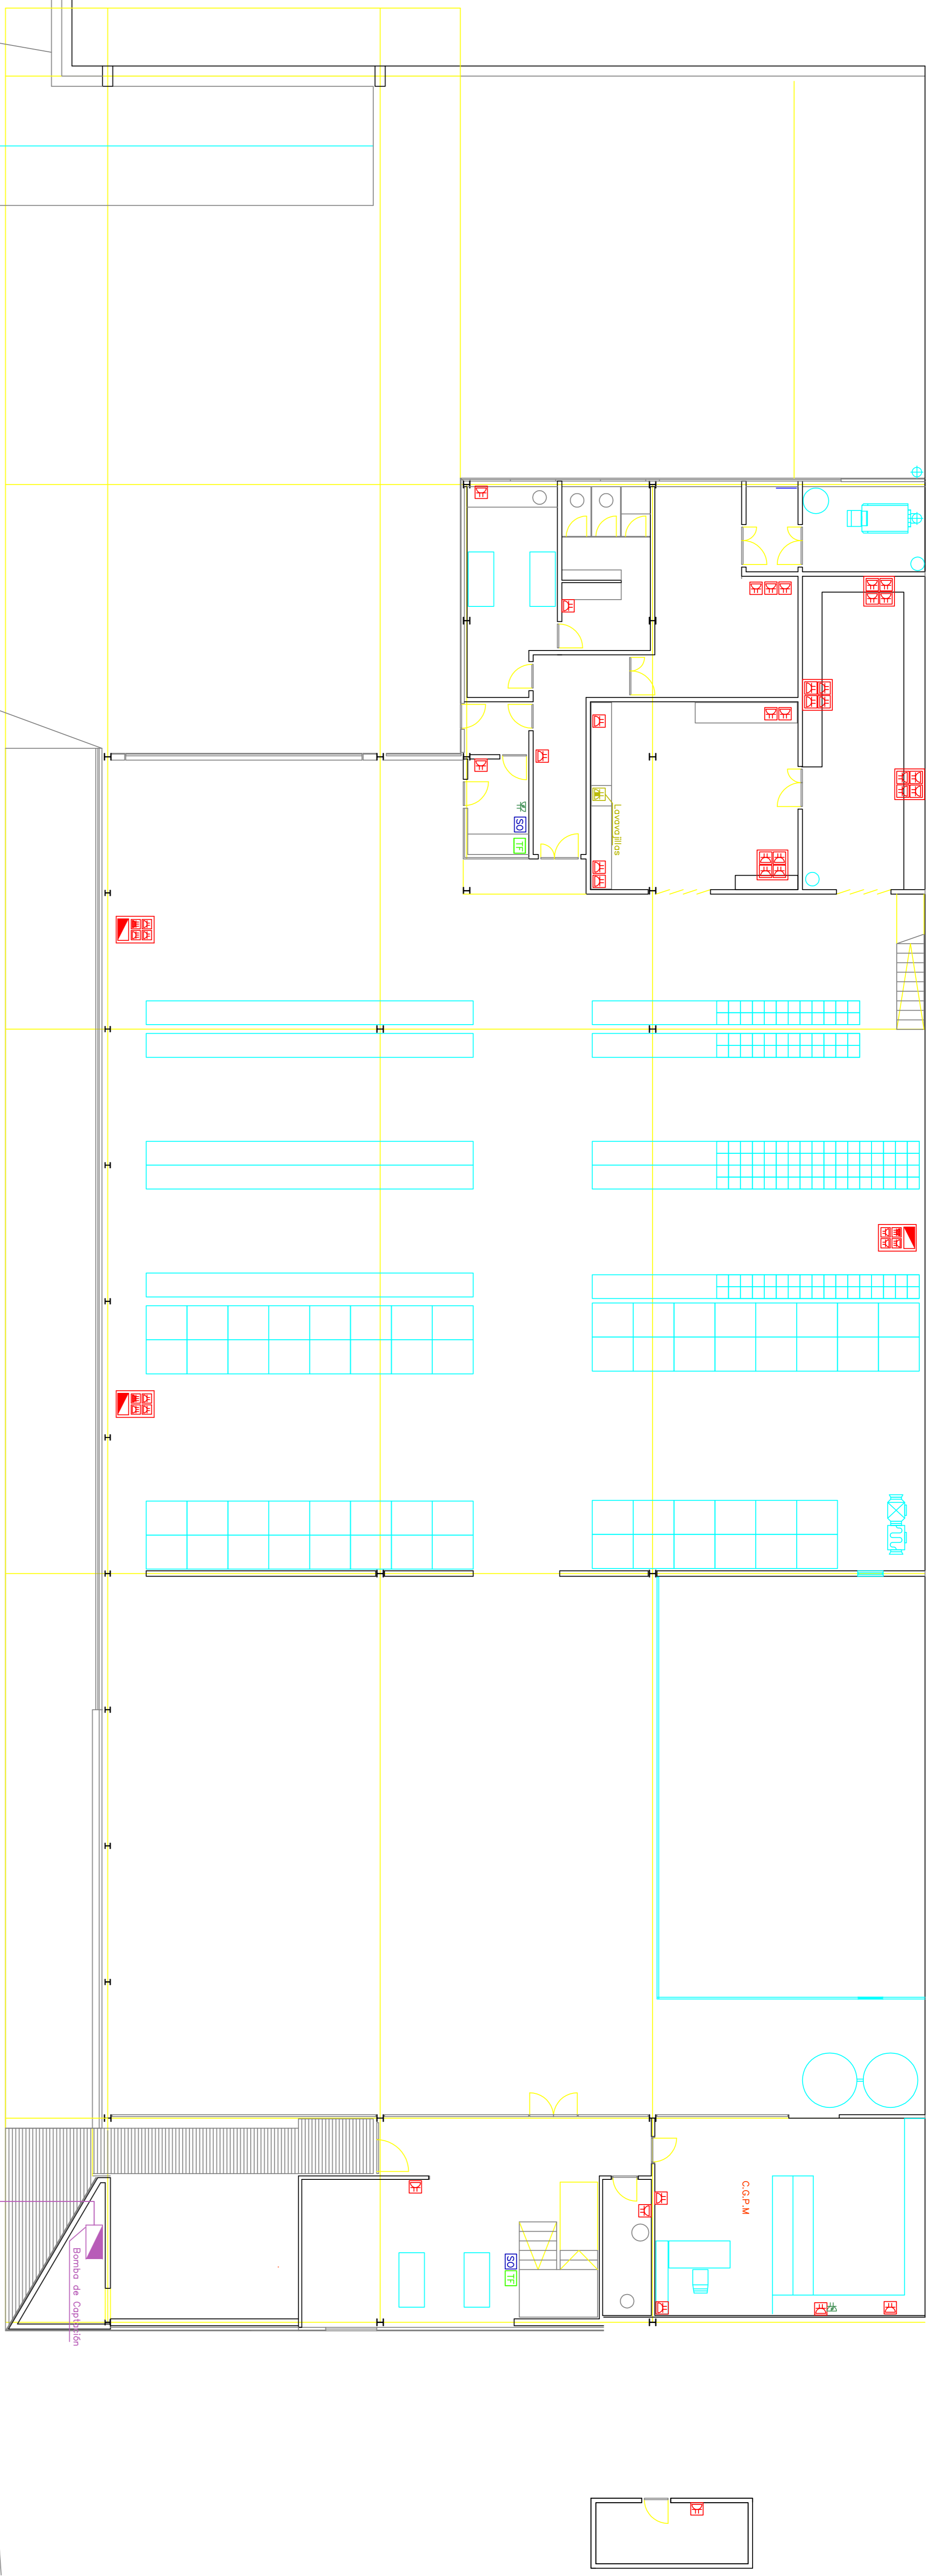 Lavavajillas
SO
TF
C.G.P.M
SO
TF
Bomba de Captación